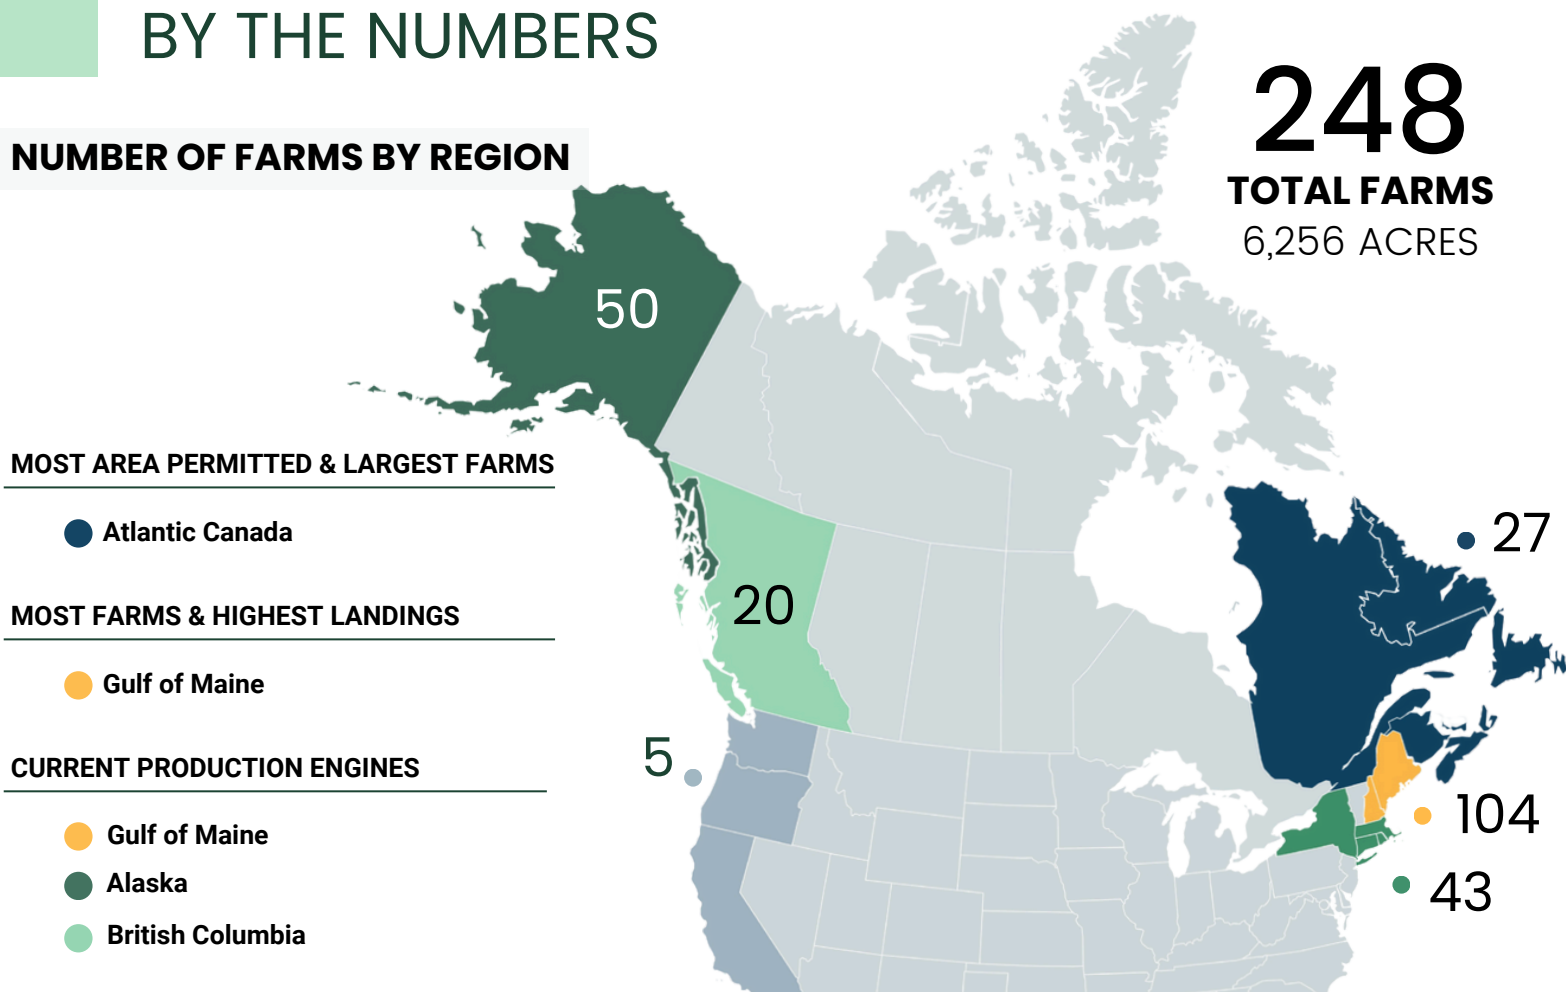 BY THE NUMBERS
NUMBER OF FARMS BY REGION
248
TOTAL FARMS
6,256 ACRES
50
MOST AREA PERMITTED & LARGEST FARMS
Atlantic Canada
27
20
MOST FARMS & HIGHEST LANDINGS
Gulf of Maine
5
CURRENT PRODUCTION ENGINES
104
Gulf of Maine
Alaska
43
British Columbia